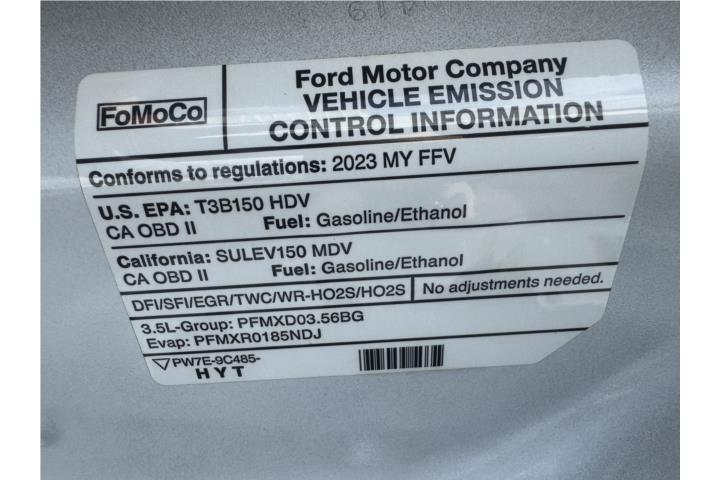 FoMoCo
Ford Motor Company
VEHICLE EMISSION
CONTROL INFORMATION
Conforms to regulations: 2023 MY FFV
U.S. EPA: T3B150 HDV
CA OBD II Fuel: Gasoline/Ethanol
California: SULEV150 MDV
CA OBD II Fuel: Gasoline/Ethanol
DFI/SFI/EGR/TWC/WR-HO2S/HO2S No adjustments needed.
3.5L-Group: PFMXD03.56BG
Evap: PFMXR0185NDJ
PW7E-9C485-
HYT